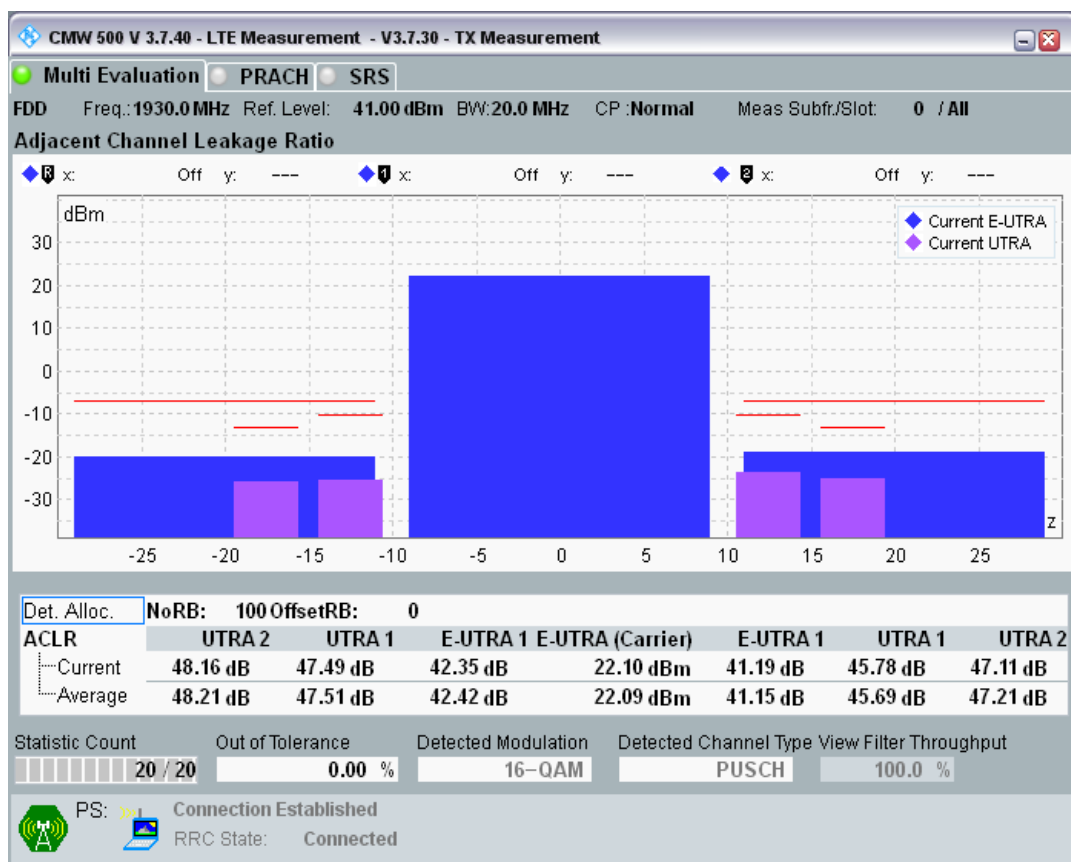 CMW 500 V 3.7.40 - LTE Measurement - V3.7.30 - TX Measurement
Multi Evaluation PRACH SRS
FDD Freq.: 1930.0 MHz Ref. Level: 41.00 dBm BW: 20.0 MHz CP : Normal Meas Subfr./Slot: 0 / All
Adjacent Channel Leakage Ratio
R x: Off y: --- 1 x: Off y: --- 2 x: Off y: ---
dBm
Current E-UTRA
Current UTRA
30
20
10
0
-10
-20
-30
z
-25 -20 -15 -10 -5 0 5 10 15 20 25
Det. Alloc. NoRB: 100 OffsetRB: 0
ACLR UTRA 2 UTRA 1 E-UTRA 1 E-UTRA (Carrier) E-UTRA 1 UTRA 1 UTRA 2
Current 48.16 dB 47.49 dB 42.35 dB 22.10 dBm 41.19 dB 45.78 dB 47.11 dB
Average 48.21 dB 47.51 dB 42.42 dB 22.09 dBm 41.15 dB 45.69 dB 47.21 dB
Statistic Count Out of Tolerance Detected Modulation Detected Channel Type View Filter Throughput
20 / 20 0.00 % 16-QAM PUSCH 100.0 %
PS: Connection Established
RRC State: Connected